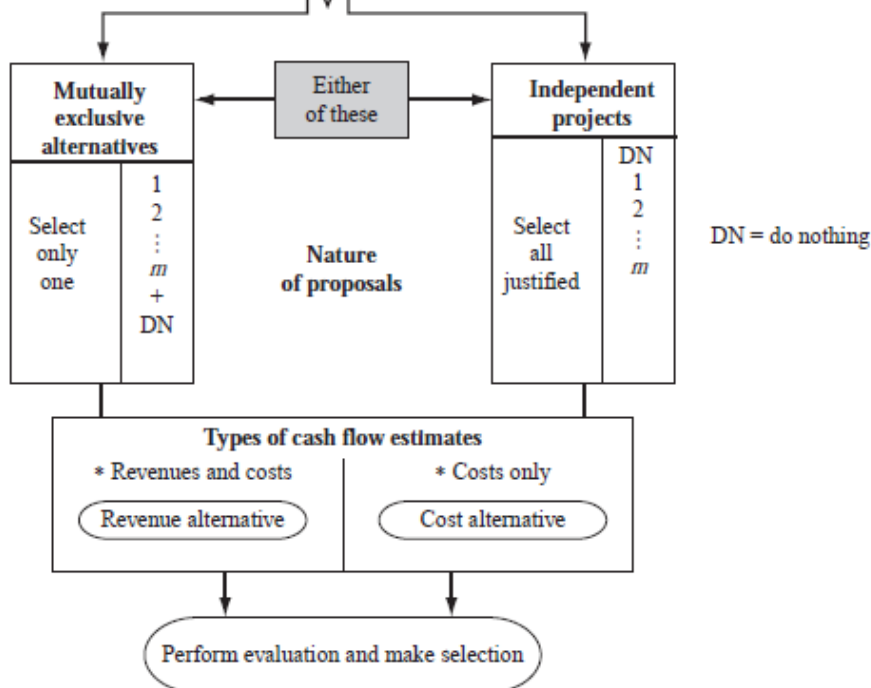 Mutually
exclusive
alternatives
Select
only
one
1
2
⋮
m
+
DN
Either
of these
Nature
of proposals
Independent
projects
Select
all
justified
DN
1
2
⋮
m
DN = do nothing
Types of cash flow estimates
* Revenues and costs
Revenue alternative
* Costs only
Cost alternative
Perform evaluation and make selection